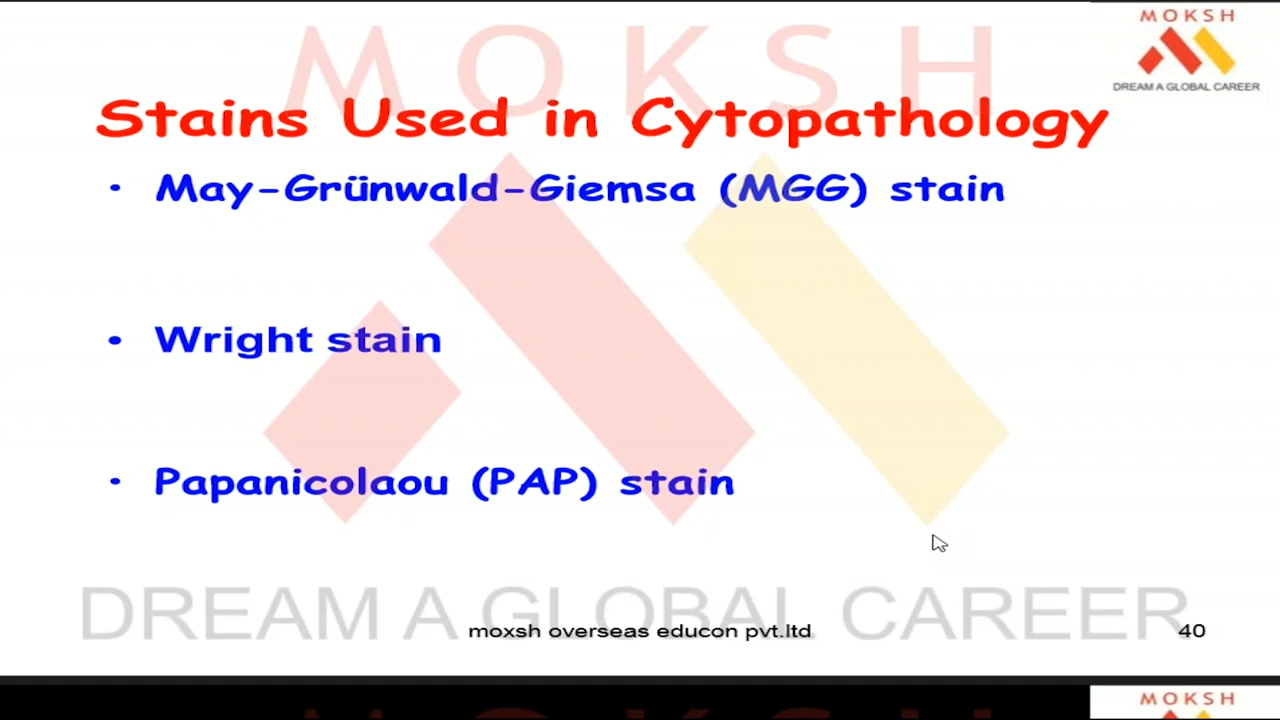 MOKSH
MOKSH
DREAM A GLOBAL CAREER
Stains Used in Cytopathology
• May-Grünwald-Giemsa (MGG) stain
• Wright stain
• Papanicolaou (PAP) stain
DREAM A GLOBAL CAREER
moxsh overseas educon pvt.ltd
40
MOKSH